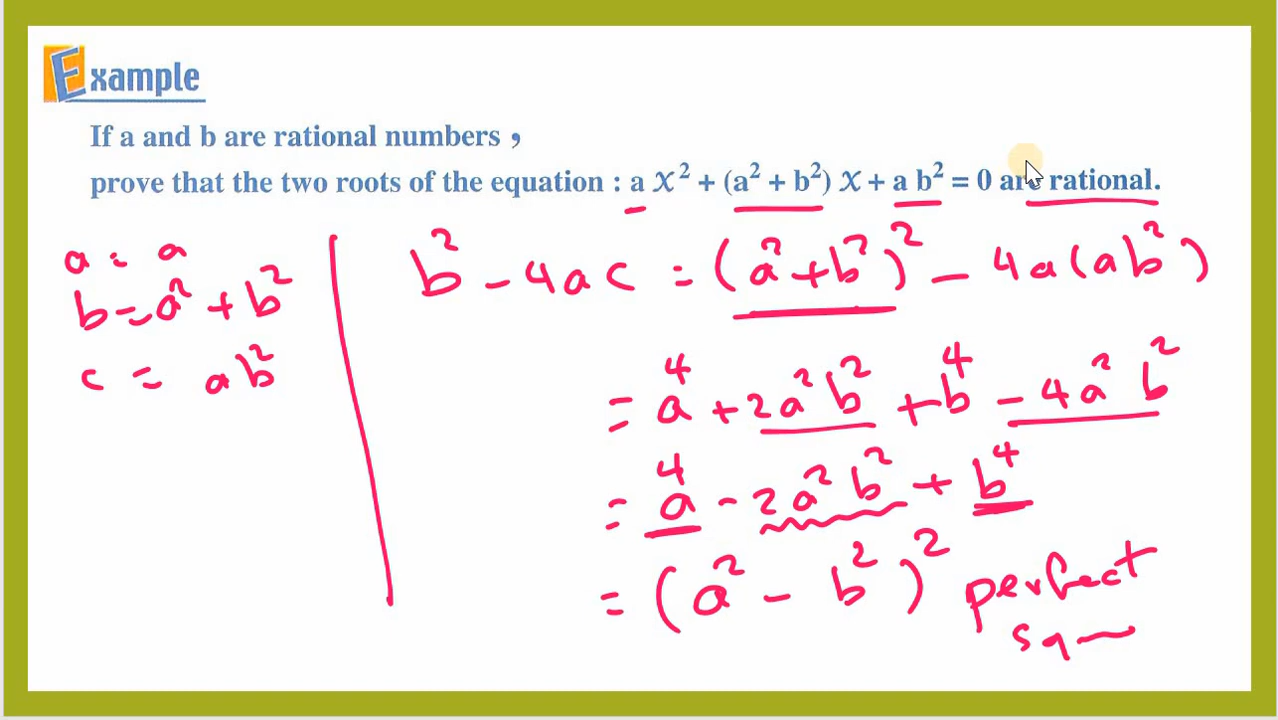 Example
If a and b are rational numbers ,
prove that the two roots of the equation : a x² + (a² + b²) x + a b² = 0 are rational.
a = a
b = a² + b²
c = ab²
b² - 4ac = (a² + b²)² - 4a(ab²)
= a⁴ + 2a²b² + b⁴ - 4a² b²
= a⁴ - 2a²b² + b⁴
= (a² - b²)² perfect
sq